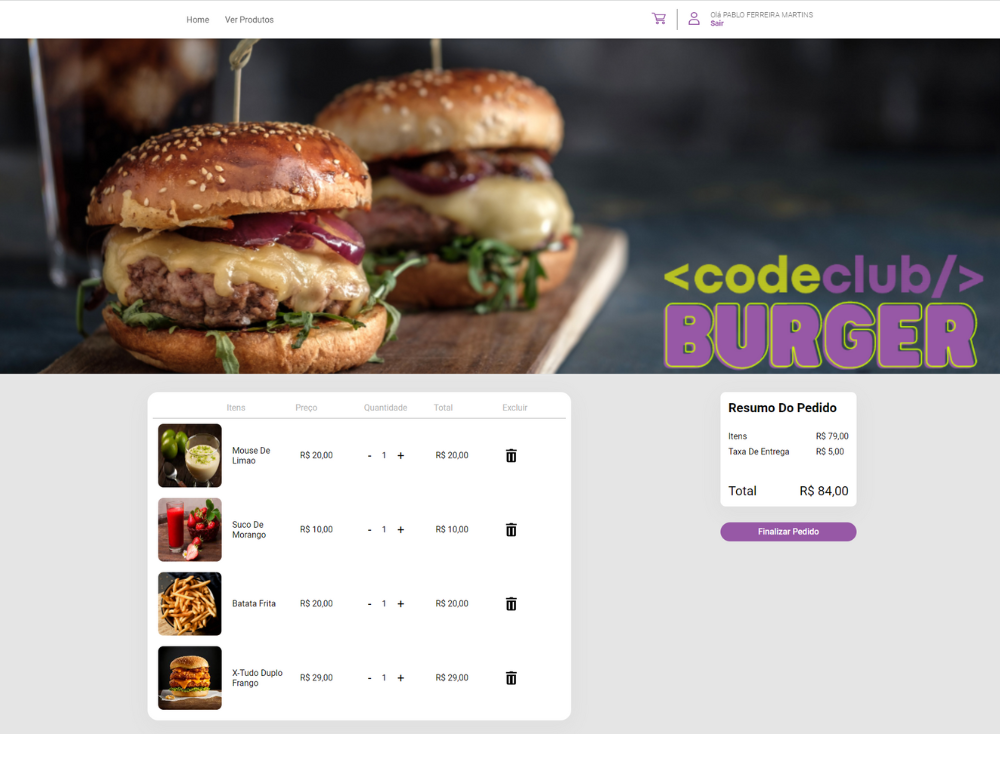 Home Ver Produtos
Olá PABLO FERREIRA MARTINS
Sair
<codeclub/>
BURGER
Itens Preço Quantidade Total Excluir
Mouse De
Limao
R$ 20,00 - 1 + R$ 20,00
Suco De
Morango
R$ 10,00 - 1 + R$ 10,00
Batata Frita R$ 20,00 - 1 + R$ 20,00
X-Tudo Duplo
Frango
R$ 29,00 - 1 + R$ 29,00
Resumo Do Pedido
Itens R$ 79,00
Taxa De Entrega R$ 5,00
Total R$ 84,00
Finalizar Pedido